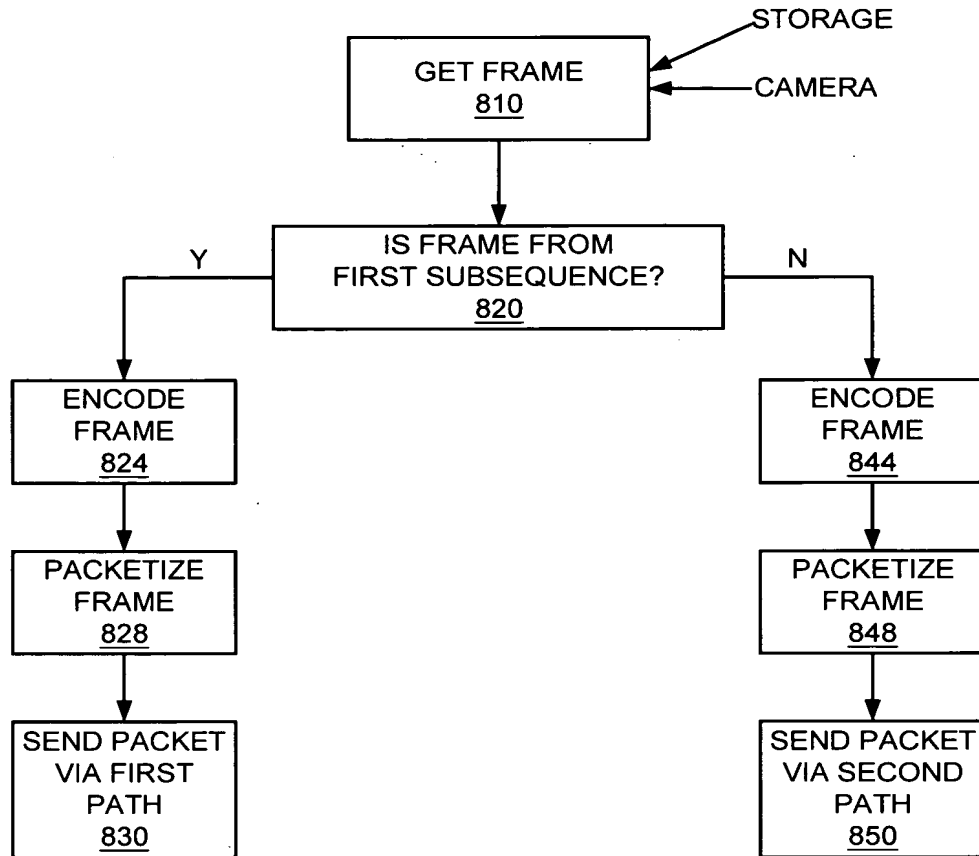 STORAGE
GET FRAME
810
CAMERA
IS FRAME FROM
FIRST SUBSEQUENCE?
820
Y
N
ENCODE
FRAME
824
PACKETIZE
FRAME
828
SEND PACKET
VIA FIRST
PATH
830
ENCODE
FRAME
844
PACKETIZE
FRAME
848
SEND PACKET
VIA SECOND
PATH
850